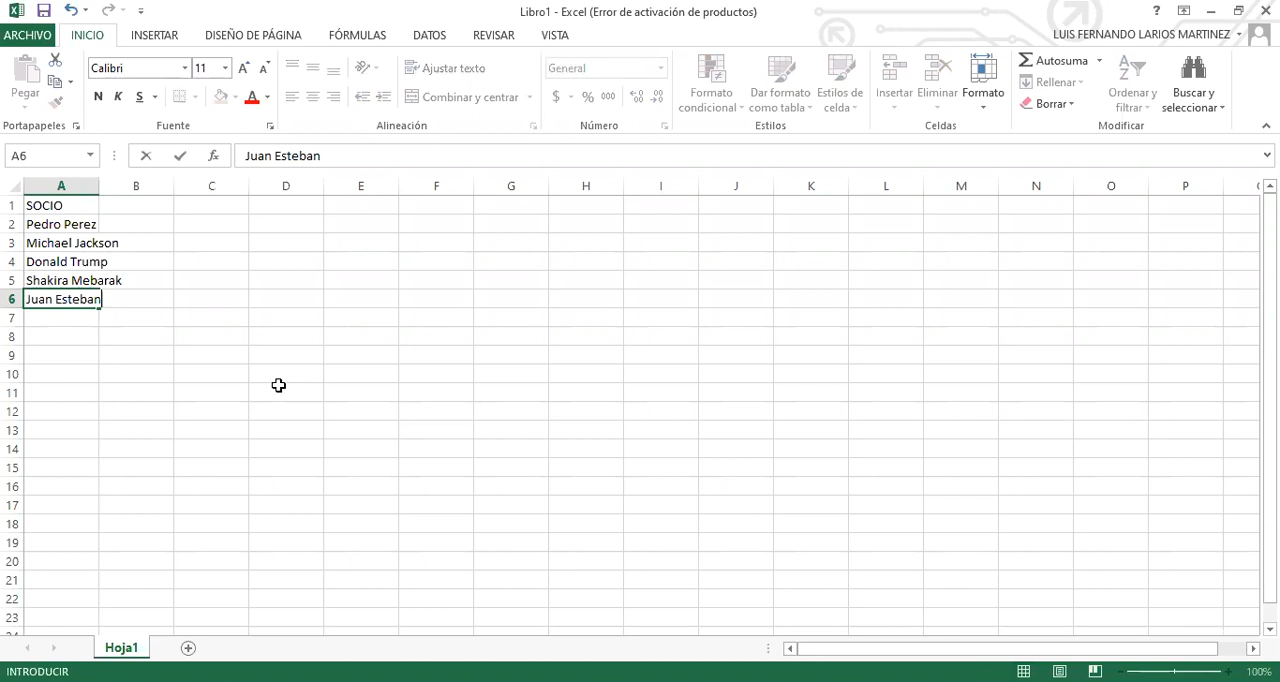 Libro1 - Excel (Error de activación de productos)
?
ARCHIVO INICIO INSERTAR DISEÑO DE PÁGINA FÓRMULAS DATOS REVISAR VISTA LUIS FERNANDO LARIOS MARTINEZ
Pegar
Portapapeles
Calibri 11
N K S
Fuente
Ajustar texto
Combinar y centrar
Alineación
General
$ % 000
Número
Formato condicional
Dar formato como tabla
Estilos de celda
Estilos
Insertar Eliminar Formato
Celdas
Autosuma
Rellenar
Borrar
Ordenar y filtrar
Buscar y seleccionar
Modificar
A6 fx Juan Esteban
A B C D E F G H I J K L M N O P
1 SOCIO
2 Pedro Perez
3 Michael Jackson
4 Donald Trump
5 Shakira Mebarak
6 Juan Esteban
7
8
9
10
11
12
13
14
15
16
17
18
19
20
21
22
23
Hoja1
INTRODUCIR 100%